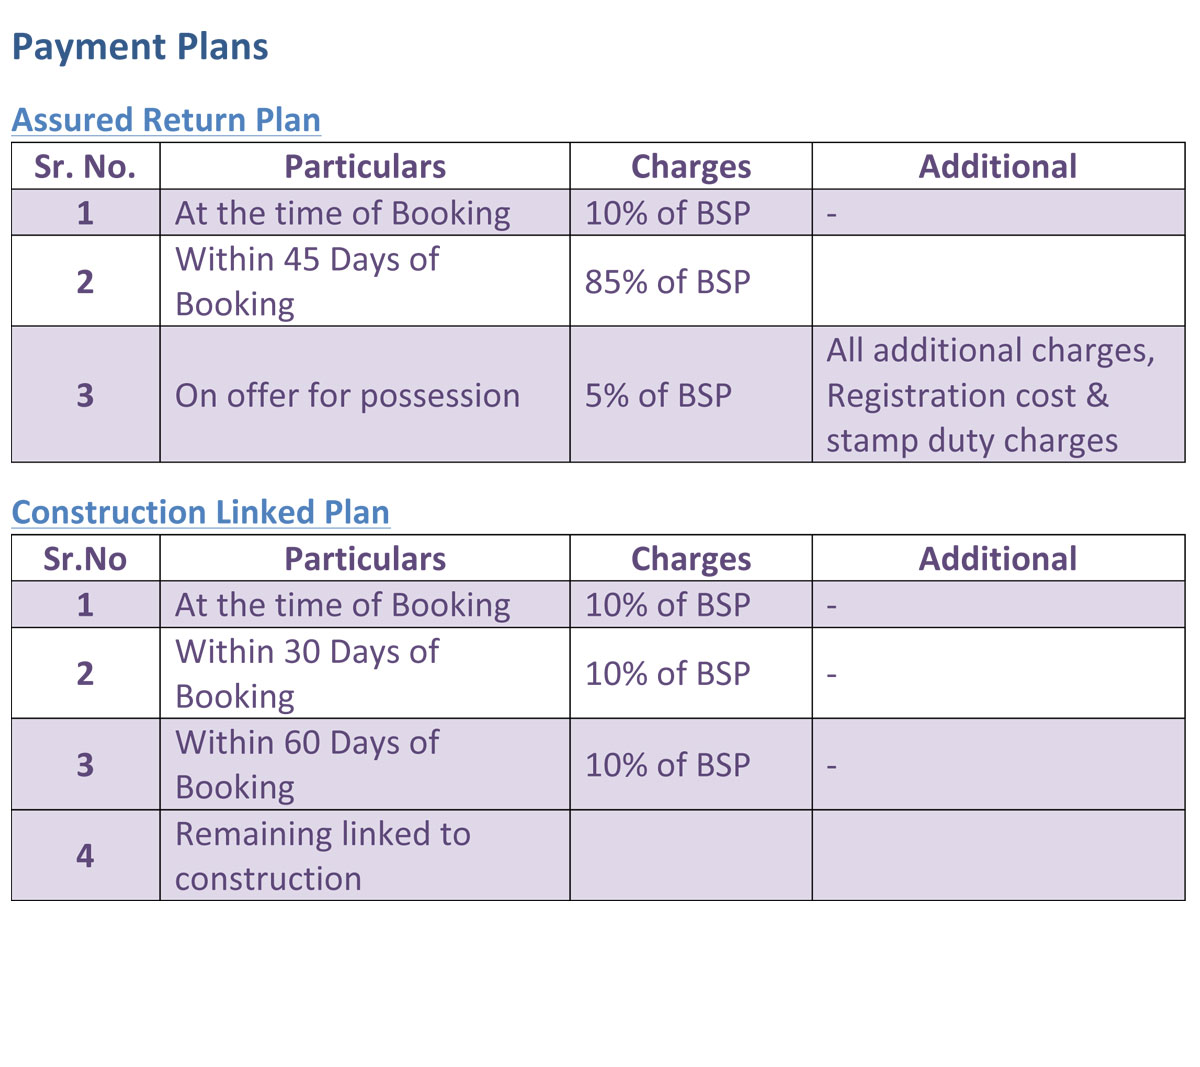 Payment Plans
Assured Return Plan
Sr. No. Particulars Charges Additional
1 At the time of Booking 10% of BSP -
2 Within 45 Days of
Booking 85% of BSP
3 On offer for possession 5% of BSP All additional charges,
Registration cost &
stamp duty charges
Construction Linked Plan
Sr.No Particulars Charges Additional
1 At the time of Booking 10% of BSP -
2 Within 30 Days of
Booking 10% of BSP -
3 Within 60 Days of
Booking 10% of BSP -
4 Remaining linked to
construction